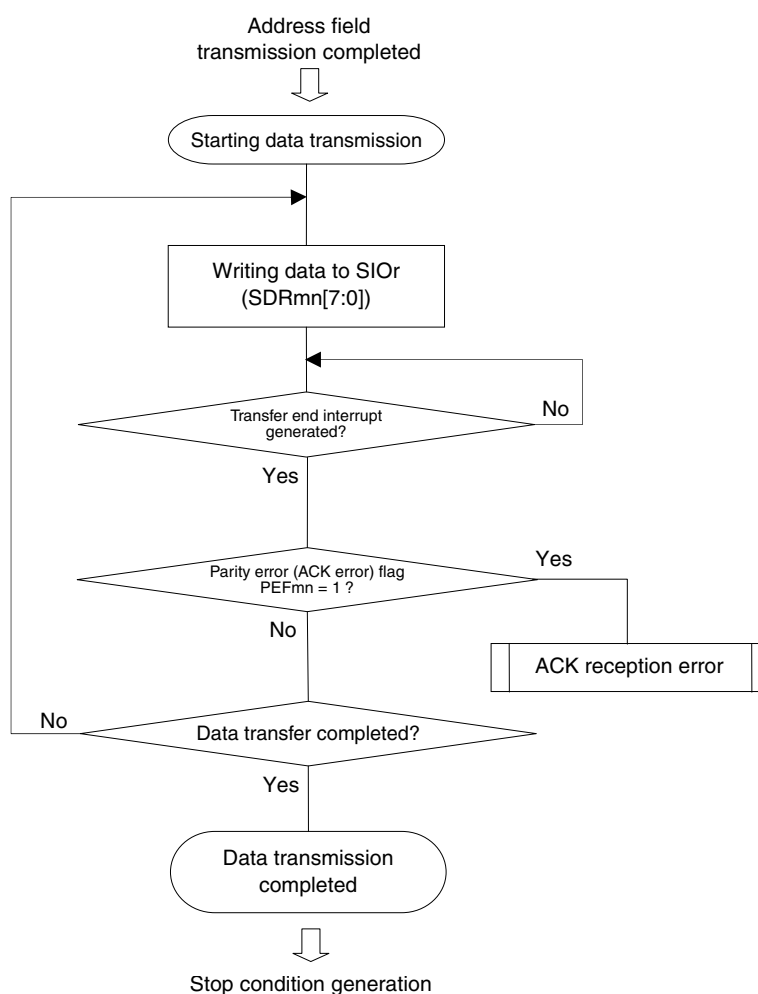 Address field
transmission completed
Starting data transmission
Writing data to SIOr
(SDRmn[7:0])
Transfer end interrupt
generated?
No
Yes
Parity error (ACK error) flag
PEFmn = 1 ?
Yes
No
ACK reception error
No
Data transfer completed?
Yes
Data transmission
completed
Stop condition generation